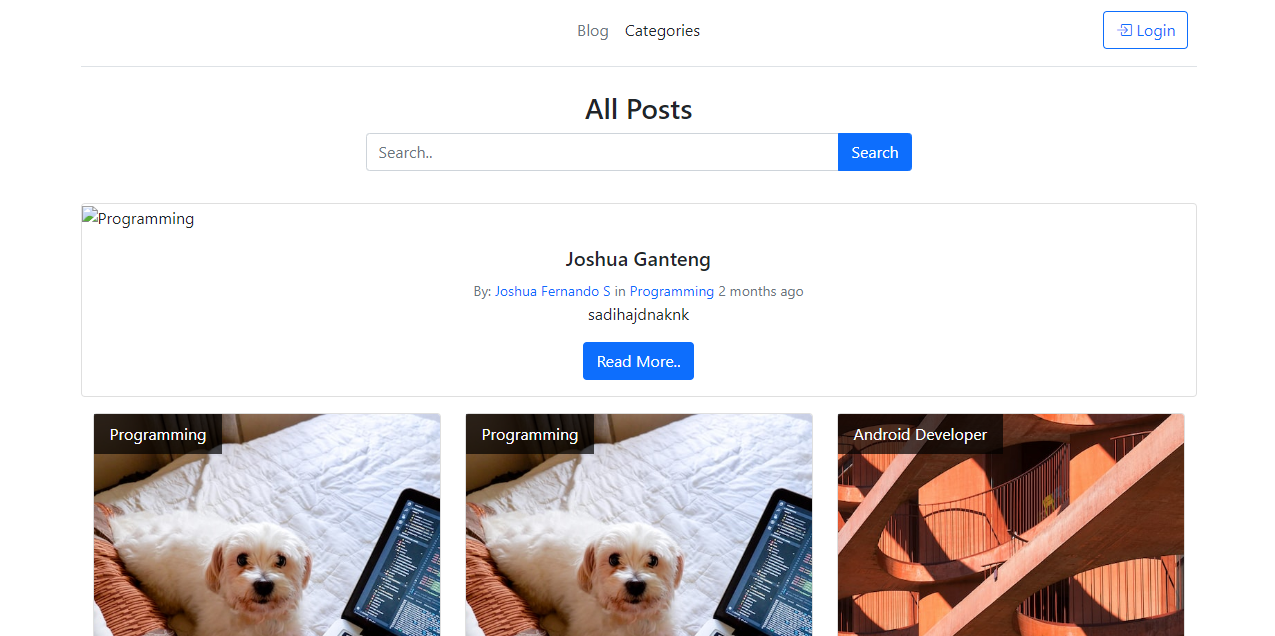 Blog Categories Login
All Posts
Search.. Search
Programming
Joshua Ganteng
By: Joshua Fernando S in Programming 2 months ago
sadihajdnaknk
Read More..
Programming Programming Android Developer